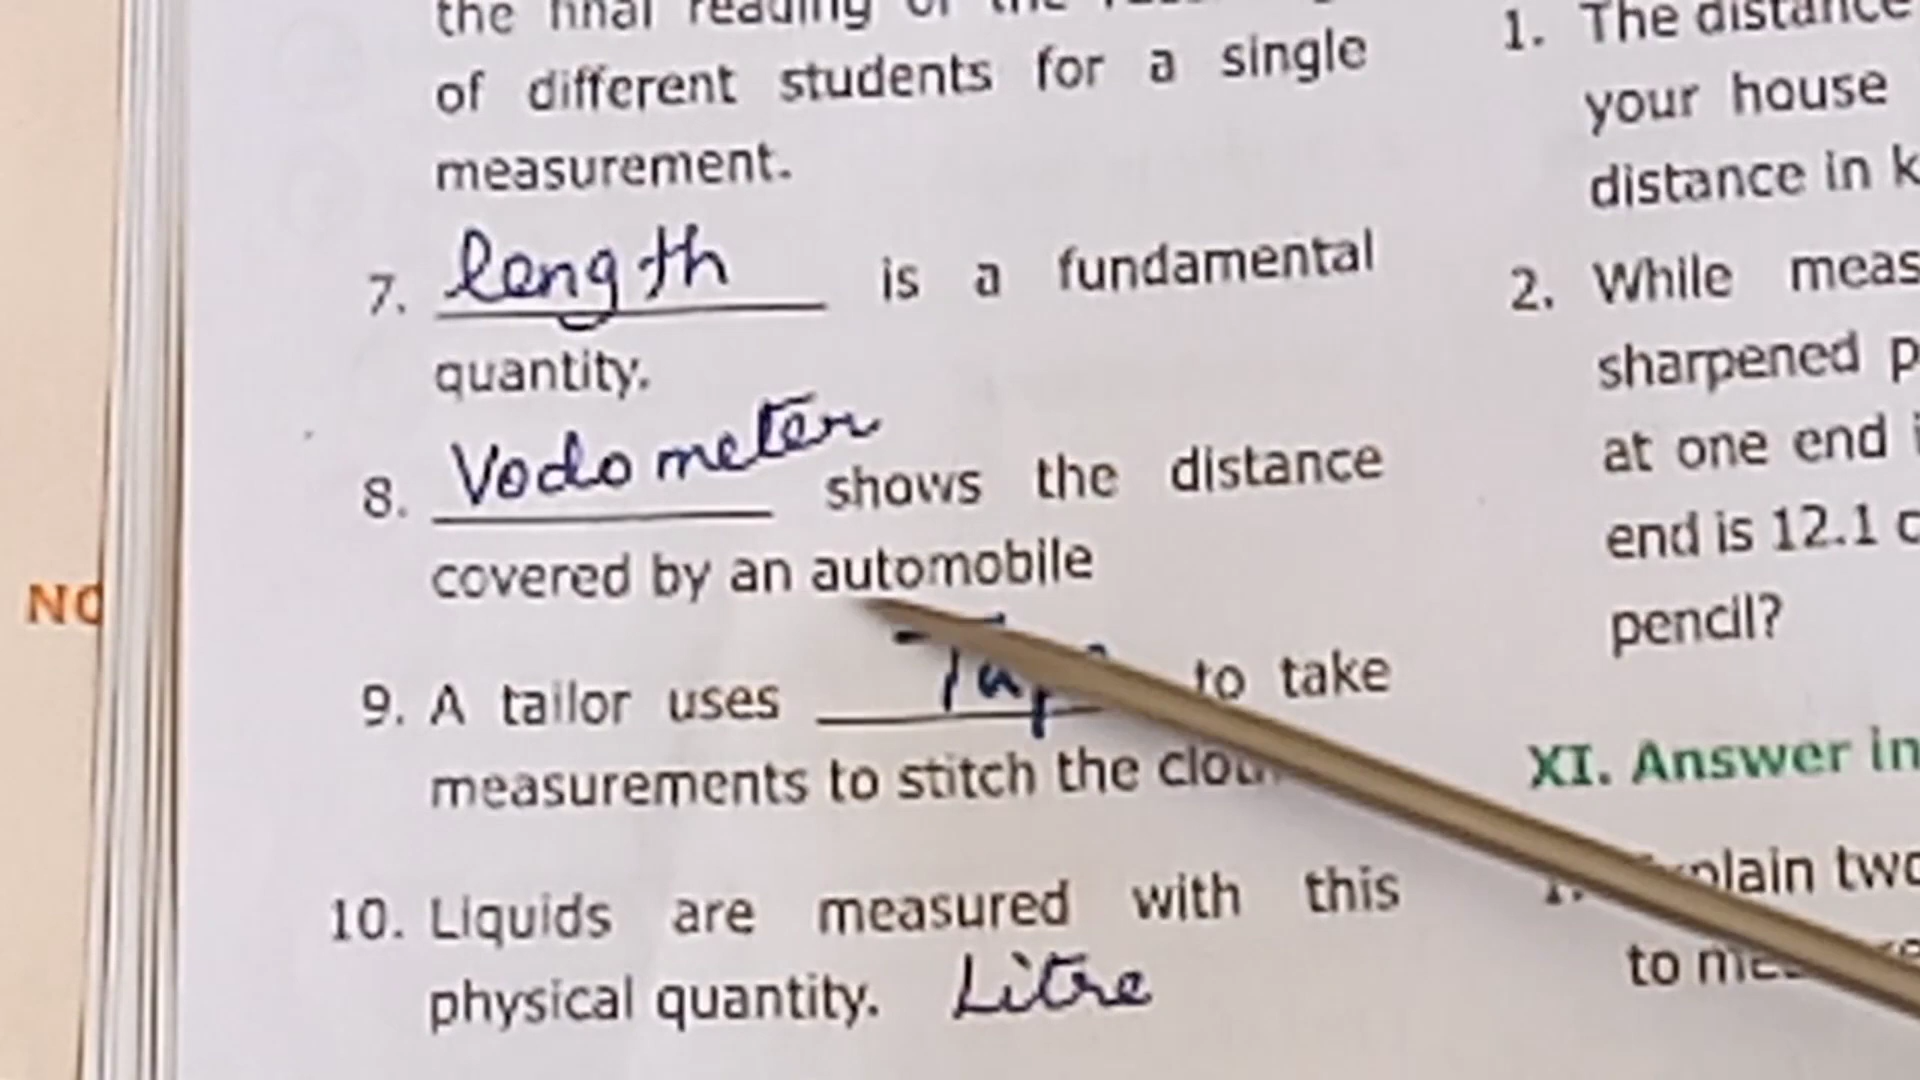 of different students for a single
measurement.
7. length is a fundamental
quantity.
8. Vodometer shows the distance
covered by an automobile
9. A tailor uses to take
measurements to stitch the
10. Liquids are measured with this
physical quantity. Litre
NO
1. The distance
your house
distance in k
2. While meas
sharpened p
at one end i
end is 12.1 c
pencil?
XI. Answer in
two
to